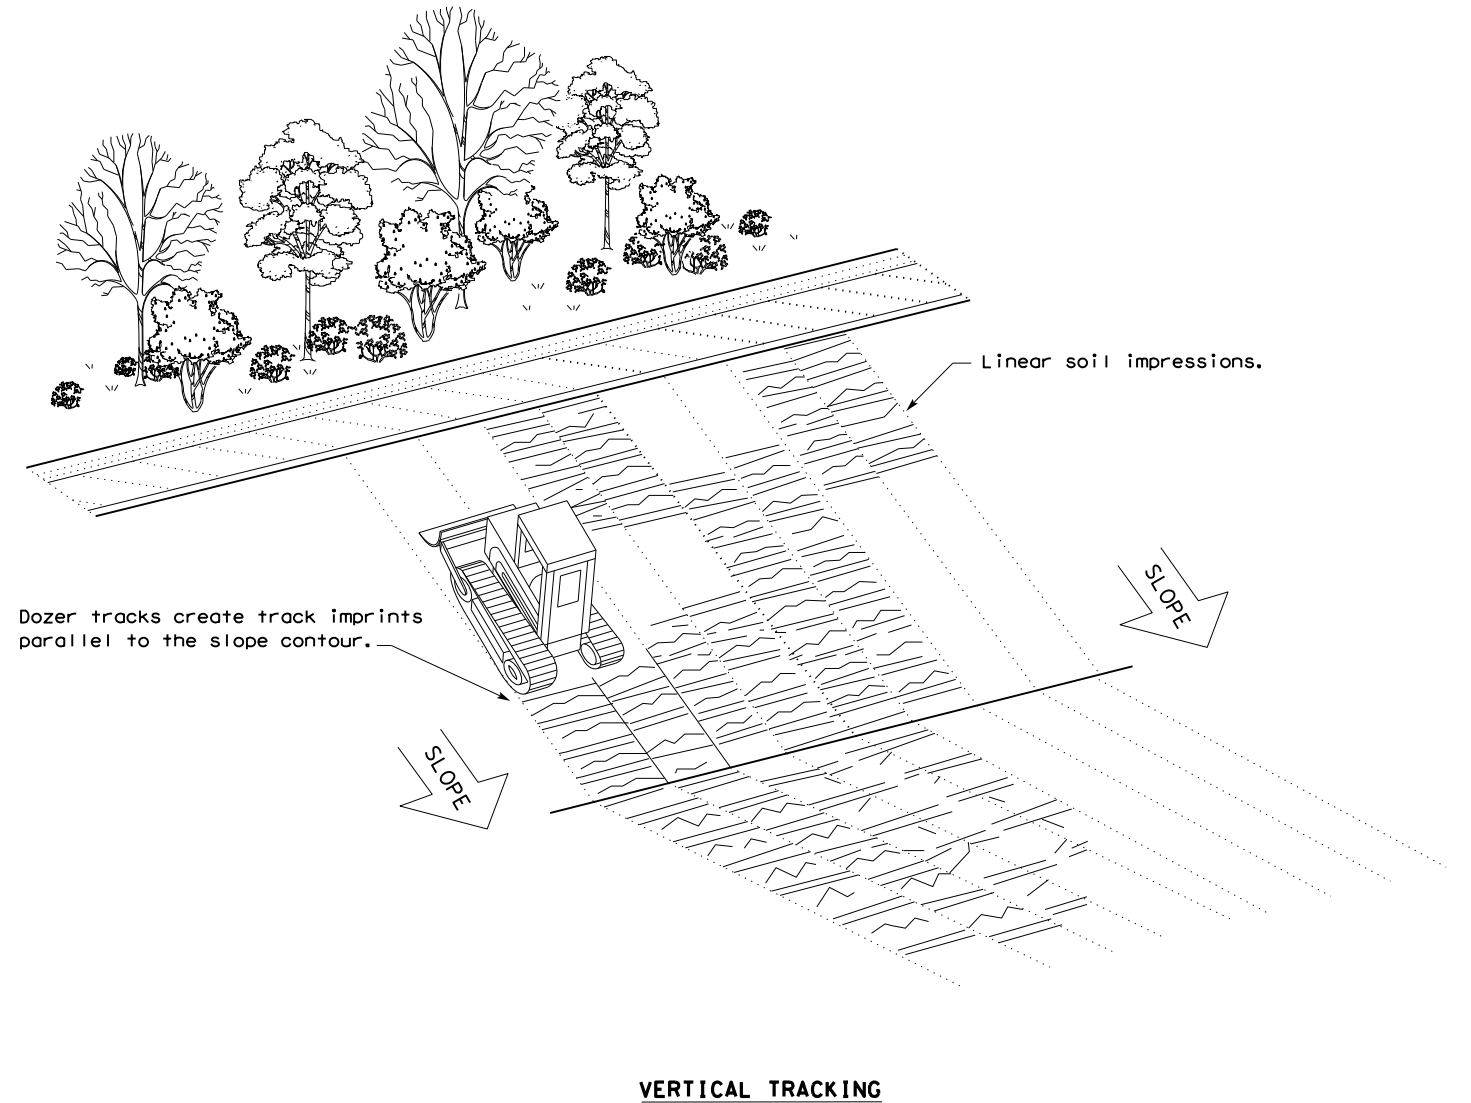 Linear soil impressions.
Dozer tracks create track imprints
parallel to the slope contour.
SLOPE
SLOPE
VERTICAL TRACKING